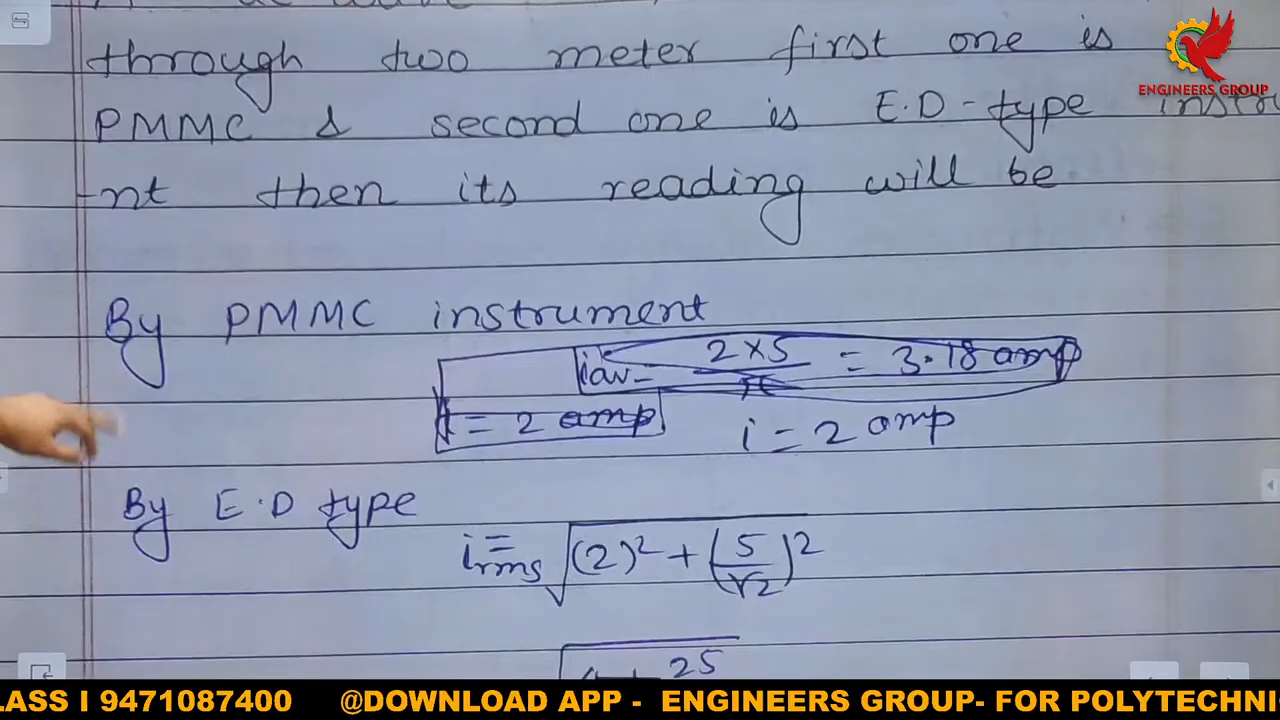 through two meter first one is
PMMC & second one is E.D-type instru
-nt then its reading will be
By PMMC instrument
iav = 2×5/π = 3.18 amp
i = 2 amp i = 2 amp
By E.D type
irms = √(2)² + (5/√2)²
25
ENGINEERS GROUP
LASS I 9471087400 @DOWNLOAD APP - ENGINEERS GROUP- FOR POLYTECHNI